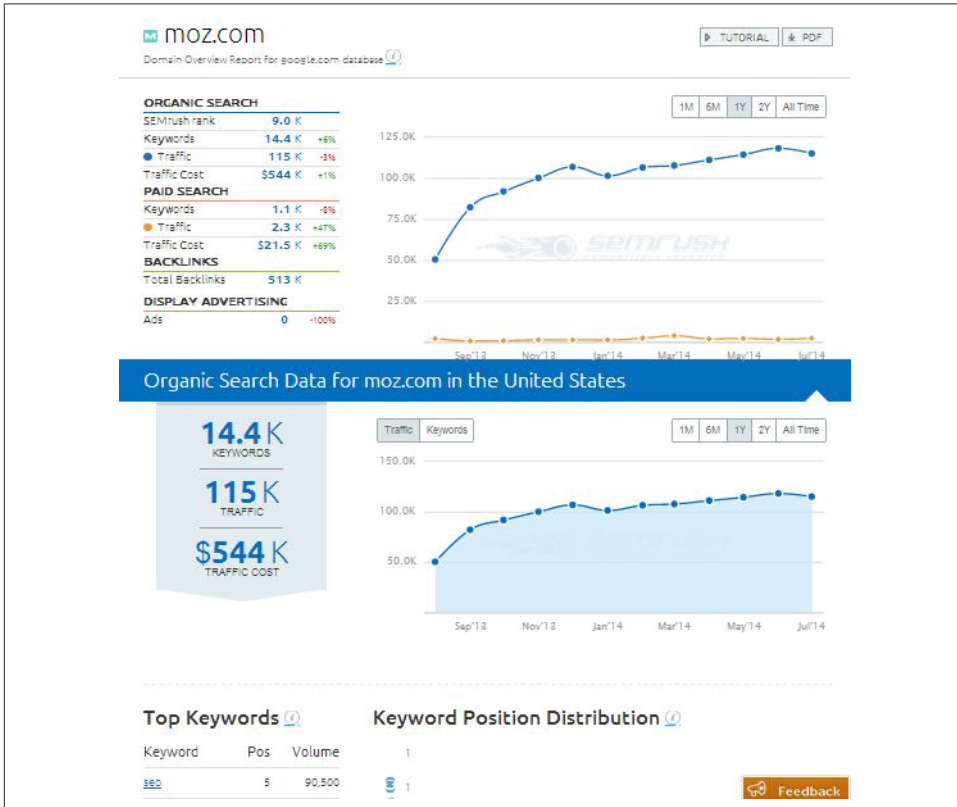 moz.com
TUTORIAL PDF
Domain Overview Report for google.com database i
ORGANIC SEARCH
SEMrush rank 9.0 K
Keywords 14.4 K +6%
Traffic 115 K -3%
Traffic Cost $544 K +1%
PAID SEARCH
Keywords 1.1 K -8%
Traffic 2.3 K +47%
Traffic Cost $21.5 K +69%
BACKLINKS
Total Backlinks 513 K
DISPLAY ADVERTISING
Ads 0 -100%
1M 6M 1Y 2Y All Time
125.0K
100.0K
75.0K
50.0K
25.0K
semrush
Sep'13 Nov'13 Jan'14 Mar'14 May'14 Jul'14
Organic Search Data for moz.com in the United States
14.4 K
KEYWORDS
115 K
TRAFFIC
$544 K
TRAFFIC COST
Traffic Keywords
1M 6M 1Y 2Y All Time
150.0K
100.0K
50.0K
semrush
Sep'13 Nov'13 Jan'14 Mar'14 May'14 Jul'14
Top Keywords i
Keyword Pos Volume
seo 5 90,500
Keyword Position Distribution i
1
1
Feedback